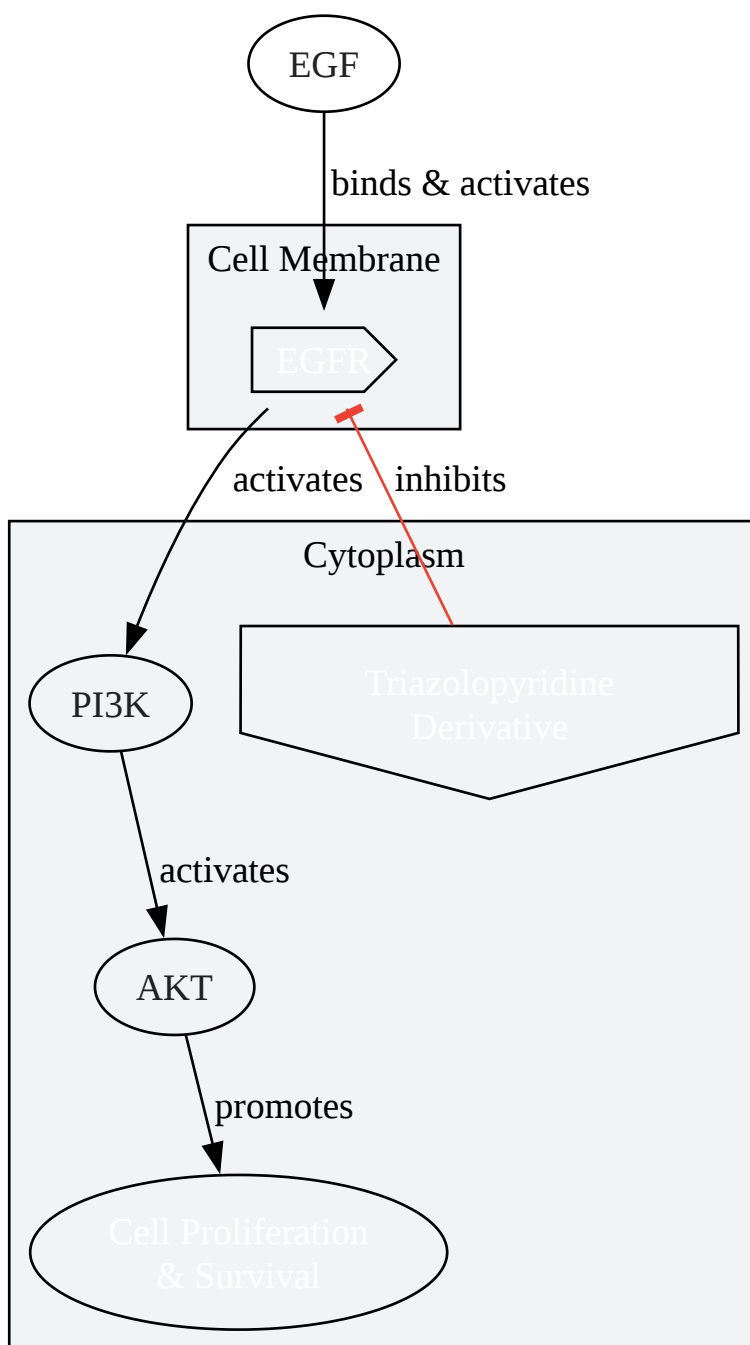 EGF
binds & activates
Cell Membrane
EGFR
activates
inhibits
Cytoplasm
PI3K
Triazolopyridine
Derivative
activates
AKT
promotes
Cell Proliferation
& Survival